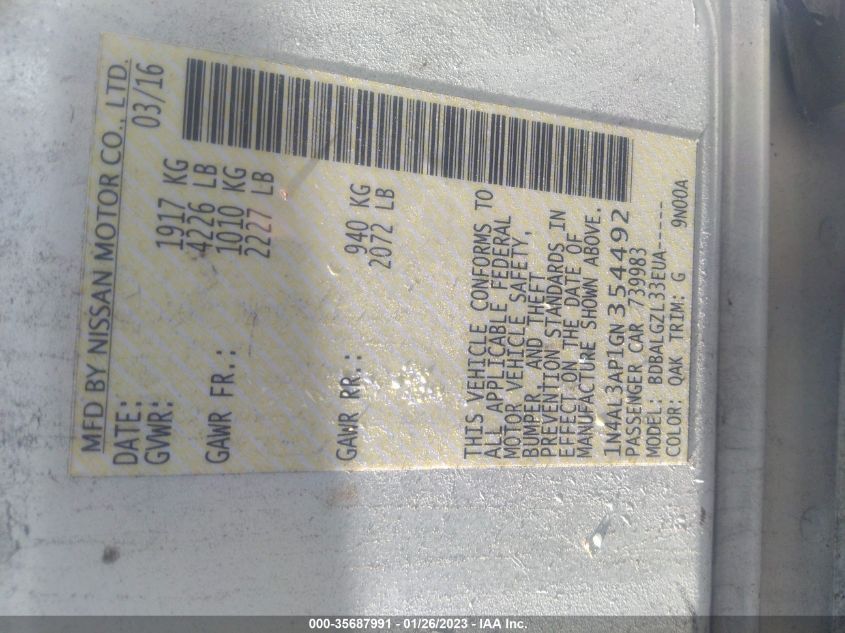 MFD BY NISSAN MOTOR CO., LTD.
DATE: 03/16
GVWR: 1917 KG
4226 LB
GAWR FR.: 1010 KG
2227 LB
GAWR RR.: 940 KG
2072 LB
THIS VEHICLE CONFORMS TO
ALL APPLICABLE FEDERAL
MOTOR VEHICLE SAFETY,
BUMPER AND THEFT
PREVENTION STANDARDS IN
EFFECT ON THE DATE OF
MANUFACTURE SHOWN ABOVE.
1N4AL3AP1GN354492
PASSENGER CAR 739983
MODEL: BDBALGZL33EUA-----
COLOR: QAK TRIM: G 9N00A
000-35687991 - 01/26/2023 - IAA Inc.